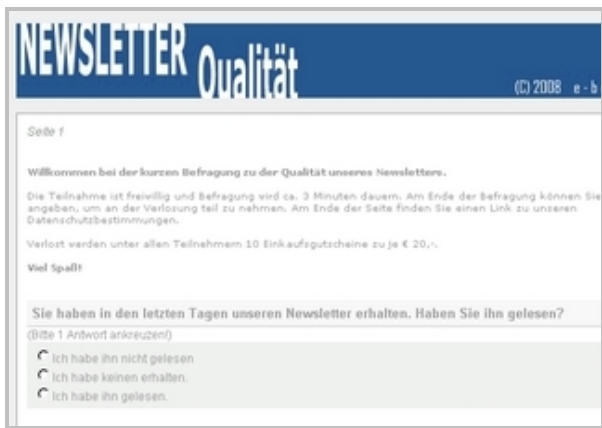 NEWSLETTER Qualität
(C) 2008 e - b
Seite 1
Willkommen bei der kurzen Befragung zu der Qualität unseres Newsletters.
Die Teilnahme ist freiwillig und Befragung wird ca. 3 Minuten dauern. Am Ende der Befragung können Sie
angeben, um an der Verlosung teil zu nehmen. Am Ende der Seite finden Sie einen Link zu unseren
Datenschutzbestimmungen.
Verlost werden unter allen Teilnehmern 10 Einkaufsgutscheine zu je € 20,-.
Viel Spaß!
Sie haben in den letzten Tagen unseren Newsletter erhalten. Haben Sie ihn gelesen?
(Bitte 1 Antwort ankreuzen!)
Ich habe ihn nicht gelesen
Ich habe keinen erhalten.
Ich habe ihn gelesen.